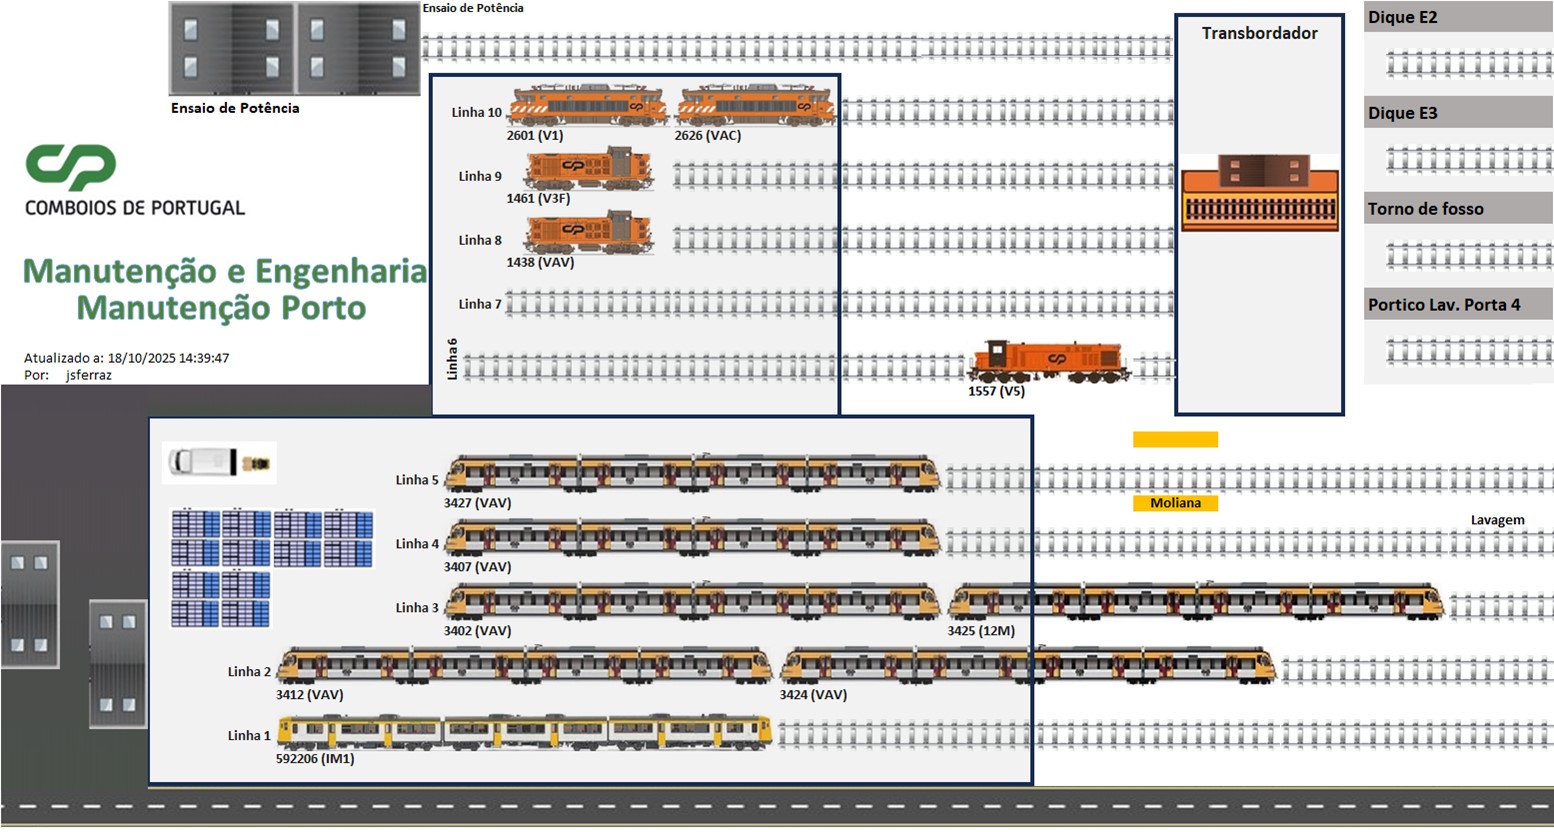 Ensaio de Potência
Ensaio de Potência
CP
COMBOIOS DE PORTUGAL
Manutenção e Engenharia
Manutenção Porto
Atualizado a: 18/10/2025 14:39:47
Por: jsferraz
Transbordador
Dique E2
Dique E3
Torno de fosso
Portico Lav. Porta 4
Linha 10
2601 (V1)
2626 (VAC)
Linha 9
1461 (V3F)
Linha 8
1438 (VAV)
Linha 7
Linha 6
1557 (V5)
Linha 5
3427 (VAV)
Moliana
Lavagem
Linha 4
3407 (VAV)
Linha 3
3402 (VAV)
3425 (12M)
Linha 2
3412 (VAV)
3424 (VAV)
Linha 1
592206 (IM1)